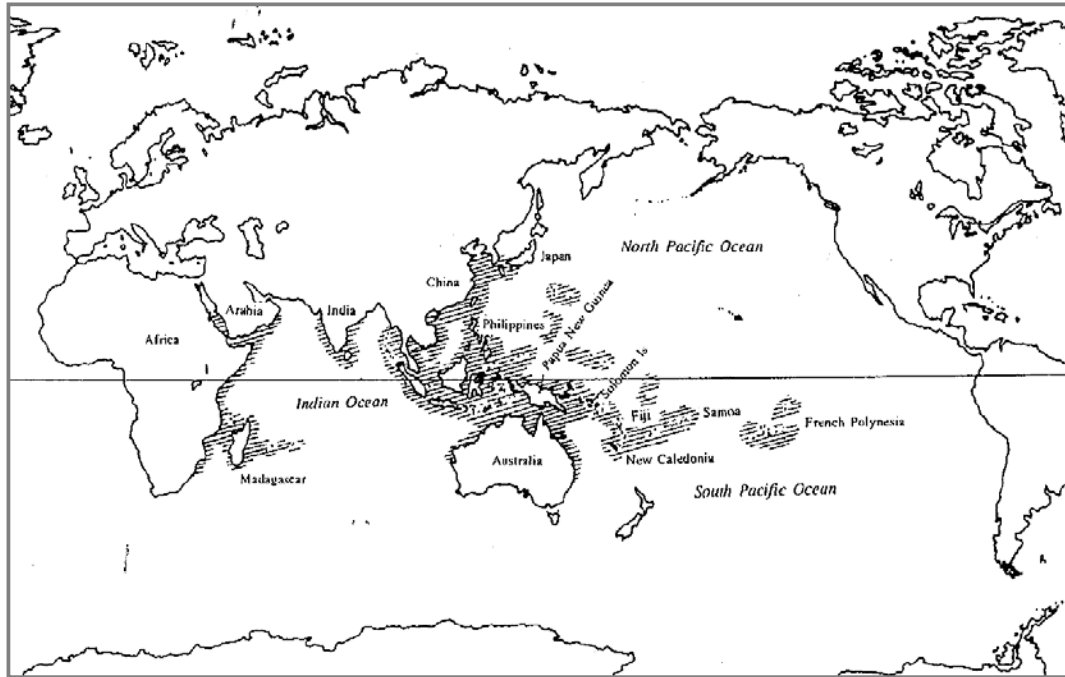 North Pacific Ocean
Japan
China
Arabia
India
Philippines
Papua New Guinea
Africa
Solomon Is
Indian Ocean
Fiji
Samoa
French Polynesia
Australia
New Caledonia
Madagascar
South Pacific Ocean